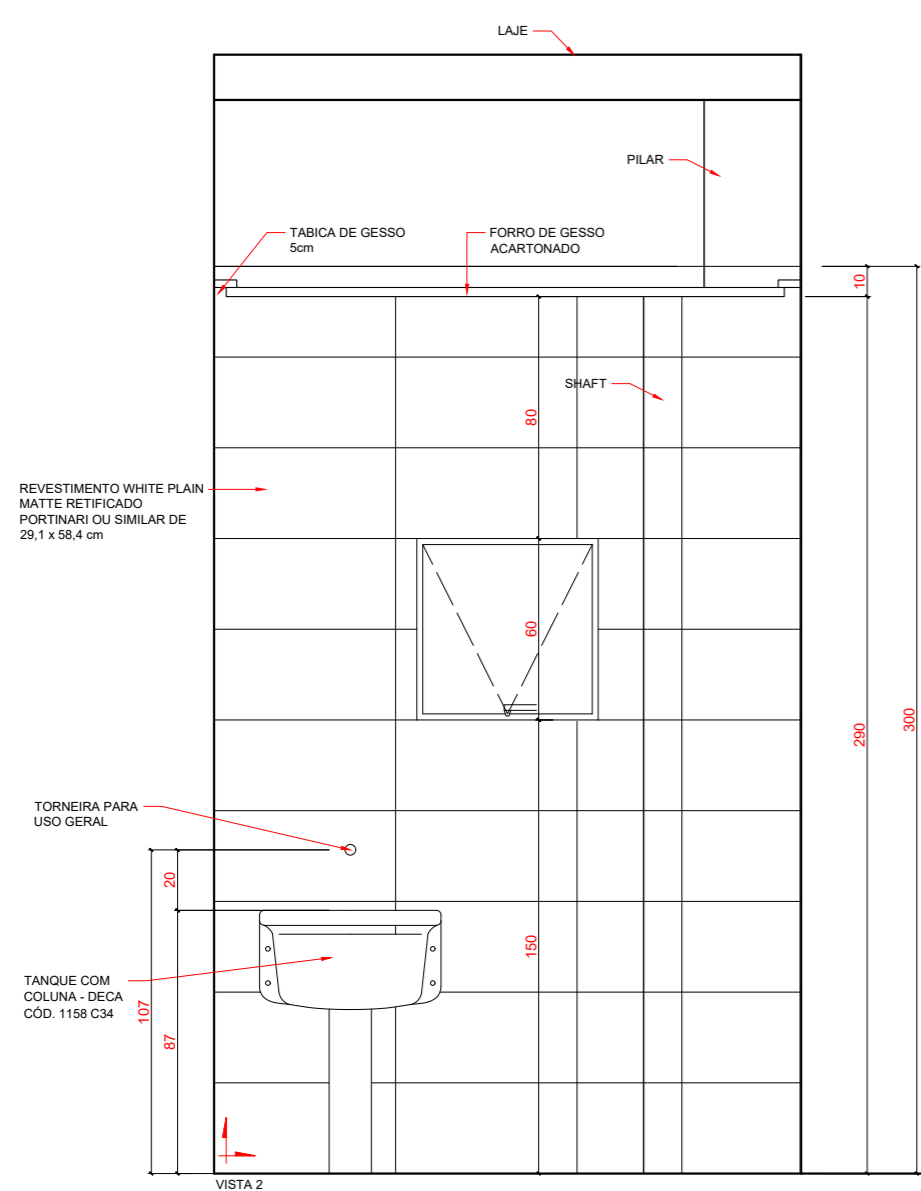 LAJE
PILAR
TABICA DE GESSO
5cm
FORRO DE GESSO
ACARTONADO
10
SHAFT
80
REVESTIMENTO WHITE PLAIN
MATTE RETIFICADO
PORTINARI OU SIMILAR DE
29,1 x 58,4 cm
60
290
300
TORNEIRA PARA
USO GERAL
20
150
TANQUE COM
COLUNA - DECA
CÓD. 1158 C34
107
87
VISTA 2